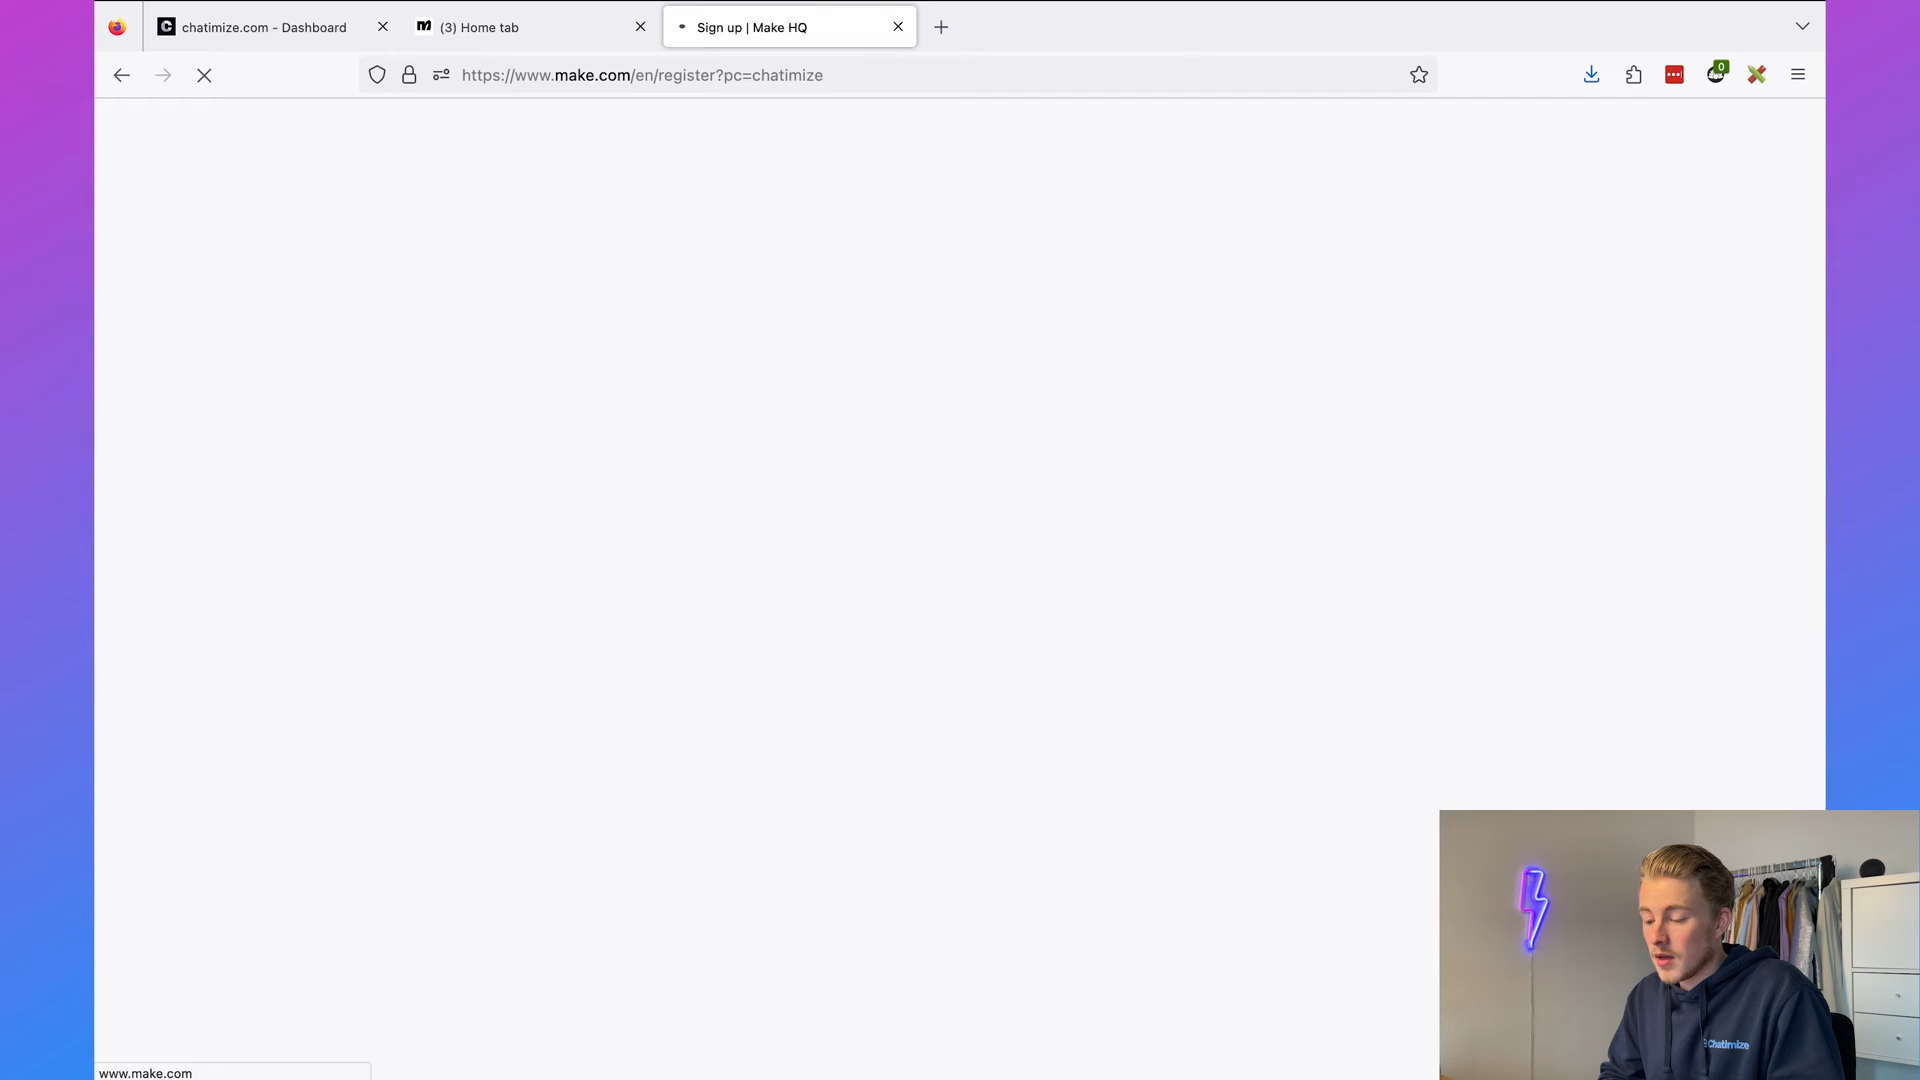 chatimize.com - Dashboard
(3) Home tab
Sign up | Make HQ
https://www.make.com/en/register?pc=chatimize
0
Chatimize
www.make.com